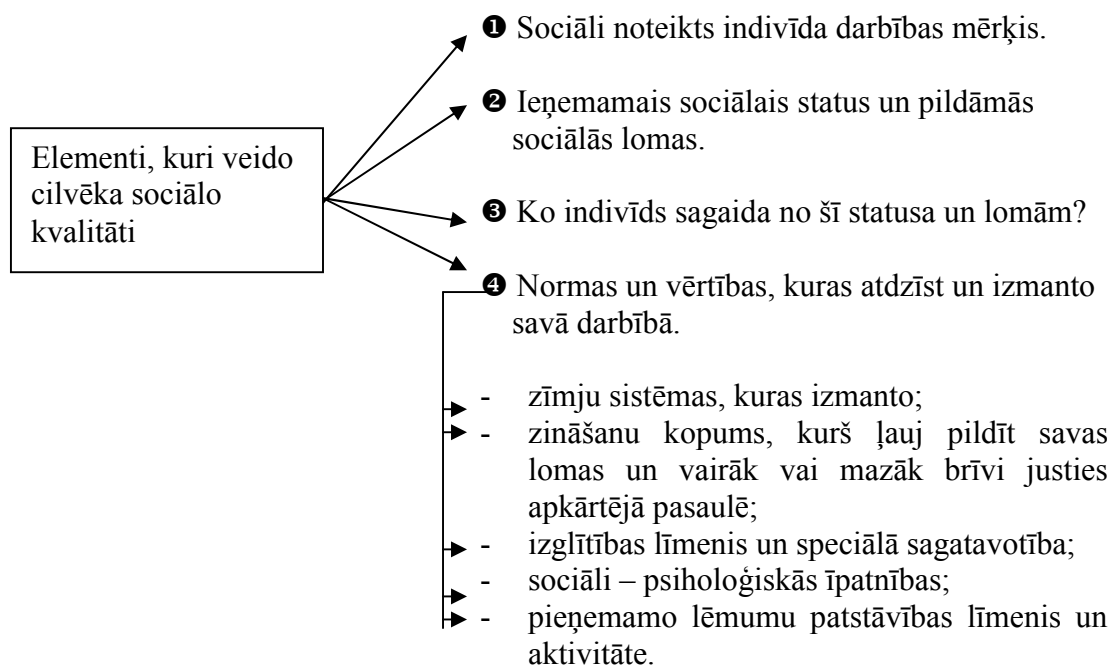 ❶ Sociāli noteikts indivīda darbības mērķis.
❷ Ieņemamais sociālais status un pildāmās
sociālās lomas.
Elementi, kuri veido
cilvēka sociālo
kvalitāti
❸ Ko indivīds sagaida no šī statusa un lomām?
❹ Normas un vērtības, kuras atdzīst un izmanto
savā darbībā.
- zīmju sistēmas, kuras izmanto;
- zināšanu kopums, kurš ļauj pildīt savas
lomas un vairāk vai mazāk brīvi justies
apkārtējā pasaulē;
- izglītības līmenis un speciālā sagatavotība;
- sociāli – psiholoģiskās īpatnības;
- pieņemamo lēmumu patstāvības līmenis un
aktivitāte.